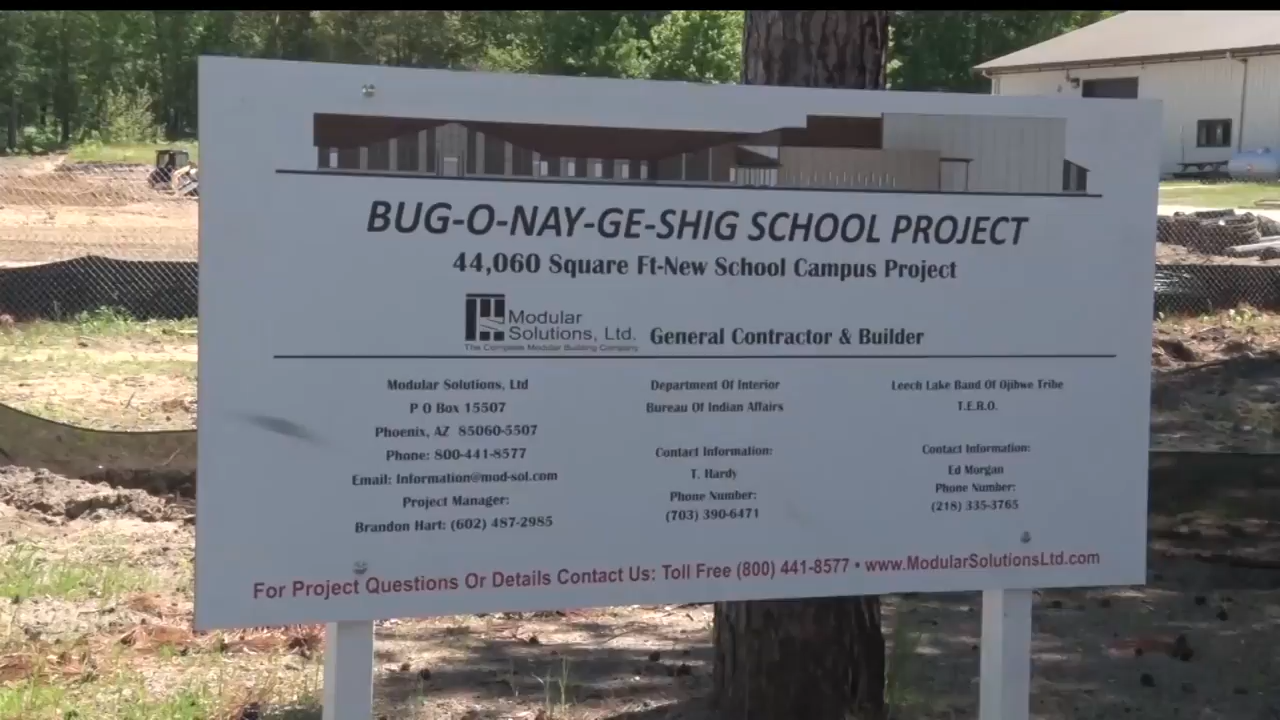 BUG-O-NAY-GE-SHIG SCHOOL PROJECT
44,060 Square Ft-New School Campus Project
Modular
Solutions, Ltd.
The Complete Modular Building Company
General Contractor & Builder
Modular Solutions, Ltd
P O Box 15507
Phoenix, AZ 85060-5507
Phone: 800-441-8577
Email: Information@mod-sol.com
Project Manager:
Brandon Hart: (602) 487-2985
Department Of Interior
Bureau Of Indian Affairs
Contact Information:
T. Hardy
Phone Number:
(703) 390-6471
Leech Lake Band Of Ojibwe Tribe
T.E.R.O.
Contact Information:
Ed Morgan
Phone Number:
(218) 335-3765
For Project Questions Or Details Contact Us: Toll Free (800) 441-8577 • www.ModularSolutionsLtd.com